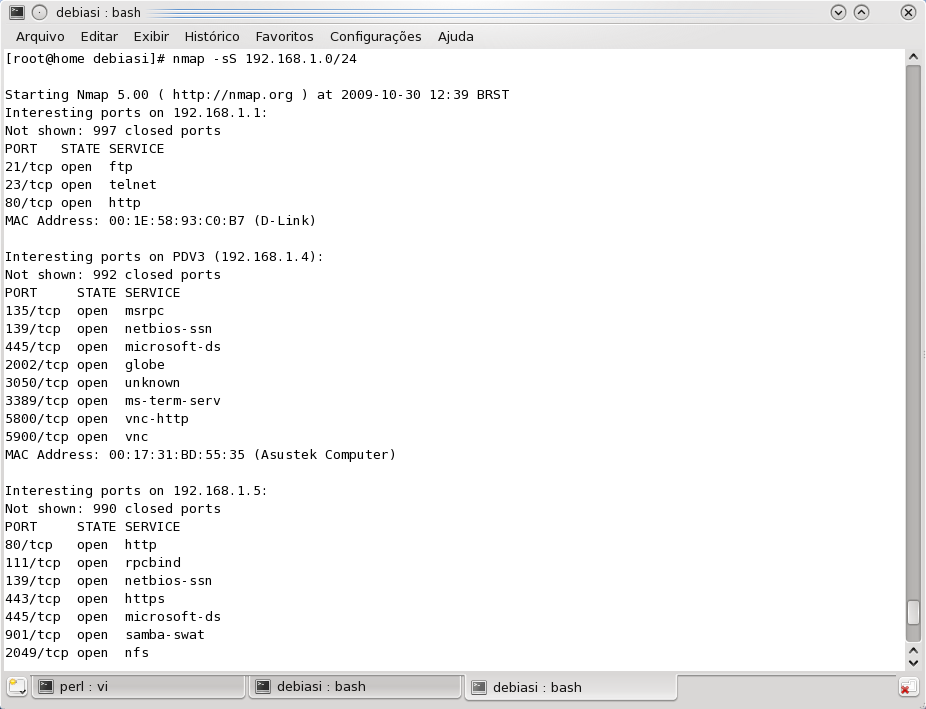 debiasi : bash
Arquivo Editar Exibir Histórico Favoritos Configurações Ajuda
[root@home debiasi]# nmap -sS 192.168.1.0/24
Starting Nmap 5.00 ( http://nmap.org ) at 2009-10-30 12:39 BRST
Interesting ports on 192.168.1.1:
Not shown: 997 closed ports
PORT   STATE SERVICE
21/tcp open  ftp
23/tcp open  telnet
80/tcp open  http
MAC Address: 00:1E:58:93:C0:B7 (D-Link)
Interesting ports on PDV3 (192.168.1.4):
Not shown: 992 closed ports
PORT     STATE SERVICE
135/tcp  open  msrpc
139/tcp  open  netbios-ssn
445/tcp  open  microsoft-ds
2002/tcp open  globe
3050/tcp open  unknown
3389/tcp open  ms-term-serv
5800/tcp open  vnc-http
5900/tcp open  vnc
MAC Address: 00:17:31:BD:55:35 (Asustek Computer)
Interesting ports on 192.168.1.5:
Not shown: 990 closed ports
PORT     STATE SERVICE
80/tcp   open  http
111/tcp  open  rpcbind
139/tcp  open  netbios-ssn
443/tcp  open  https
445/tcp  open  microsoft-ds
901/tcp  open  samba-swat
2049/tcp open  nfs
perl : vi debiasi : bash debiasi : bash